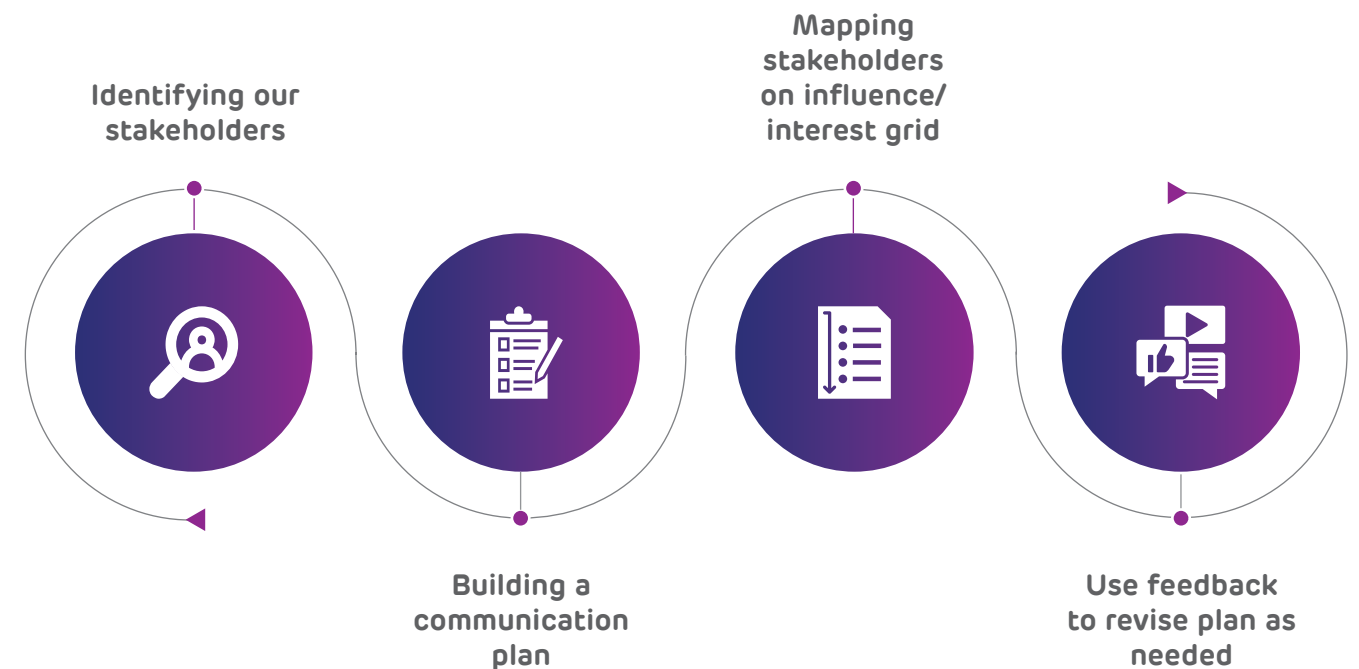 Identifying our
stakeholders
Building a
communication
plan
Mapping
stakeholders
on influence/
interest grid
Use feedback
to revise plan as
needed